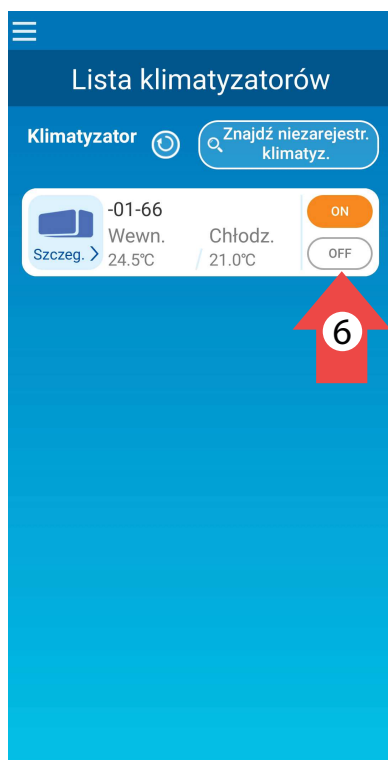 Lista klimatyzatorów
Klimatyzator
Znajdź niezarejestr.
klimatyz.
-01-66
ON
Wewn. Chłodz.
Szczeg. >
24.5°C / 21.0°C
OFF
6